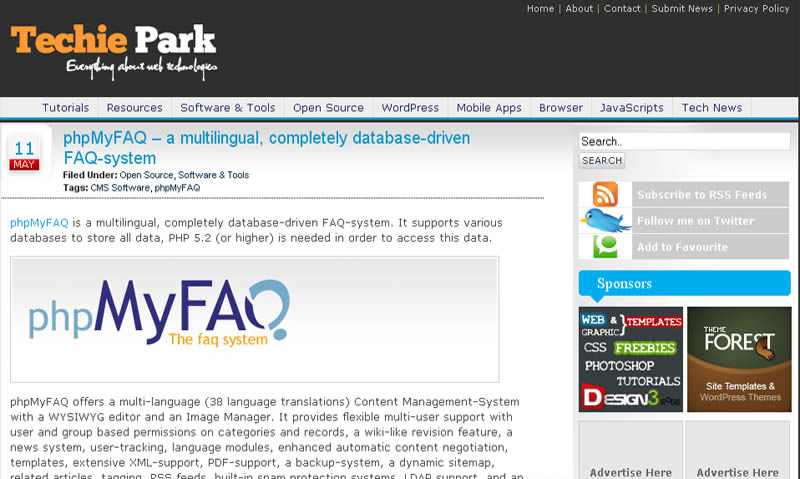 Home | About | Contact | Submit News | Privacy Policy
Techie Park
Everything about web technologies
Tutorials Resources Software & Tools Open Source WordPress Mobile Apps Browser JavaScripts Tech News
11
MAY
phpMyFAQ – a multilingual, completely database-driven
FAQ-system
Filed Under: Open Source, Software & Tools
Tags: CMS Software, phpMyFAQ
phpMyFAQ is a multilingual, completely database-driven FAQ-system. It supports various
databases to store all data, PHP 5.2 (or higher) is needed in order to access this data.
phpMyFAQ
The faq system
phpMyFAQ offers a multi-language (38 language translations) Content Management-System
with a WYSIWYG editor and an Image Manager. It provides flexible multi-user support with
user and group based permissions on categories and records, a wiki-like revision feature, a
news system, user-tracking, language modules, enhanced automatic content negotiation,
templates, extensive XML-support, PDF-support, a backup-system, a dynamic sitemap,
related articles, tagging, RSS feeds, built-in spam protection systems, LDAP support, and an
Search..
SEARCH
Subscribe to RSS Feeds
Follow me on Twitter
Add to Favourite
Sponsors
WEB &
GRAPHIC } TEMPLATES
CSS FREEBIES
PHOTOSHOP
TUTORIALS
DESIGN3EDGE
THEME
FOREST
Site Templates &
WordPress Themes
Advertise Here
Advertise Here